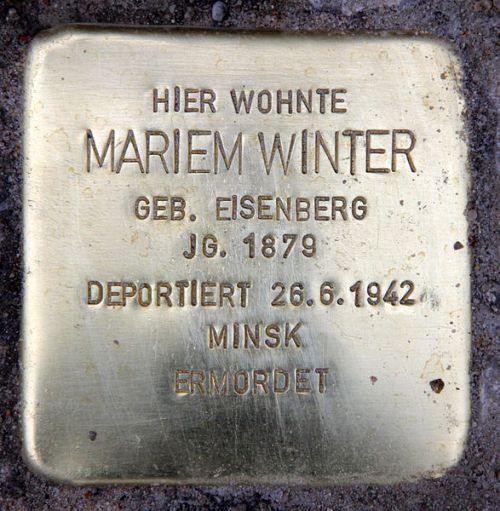 HIER WOHNTE
MARIEM WINTER
GEB. EISENBERG
JG. 1879
DEPORTIERT 26.6.1942
MINSK
ERMORDET